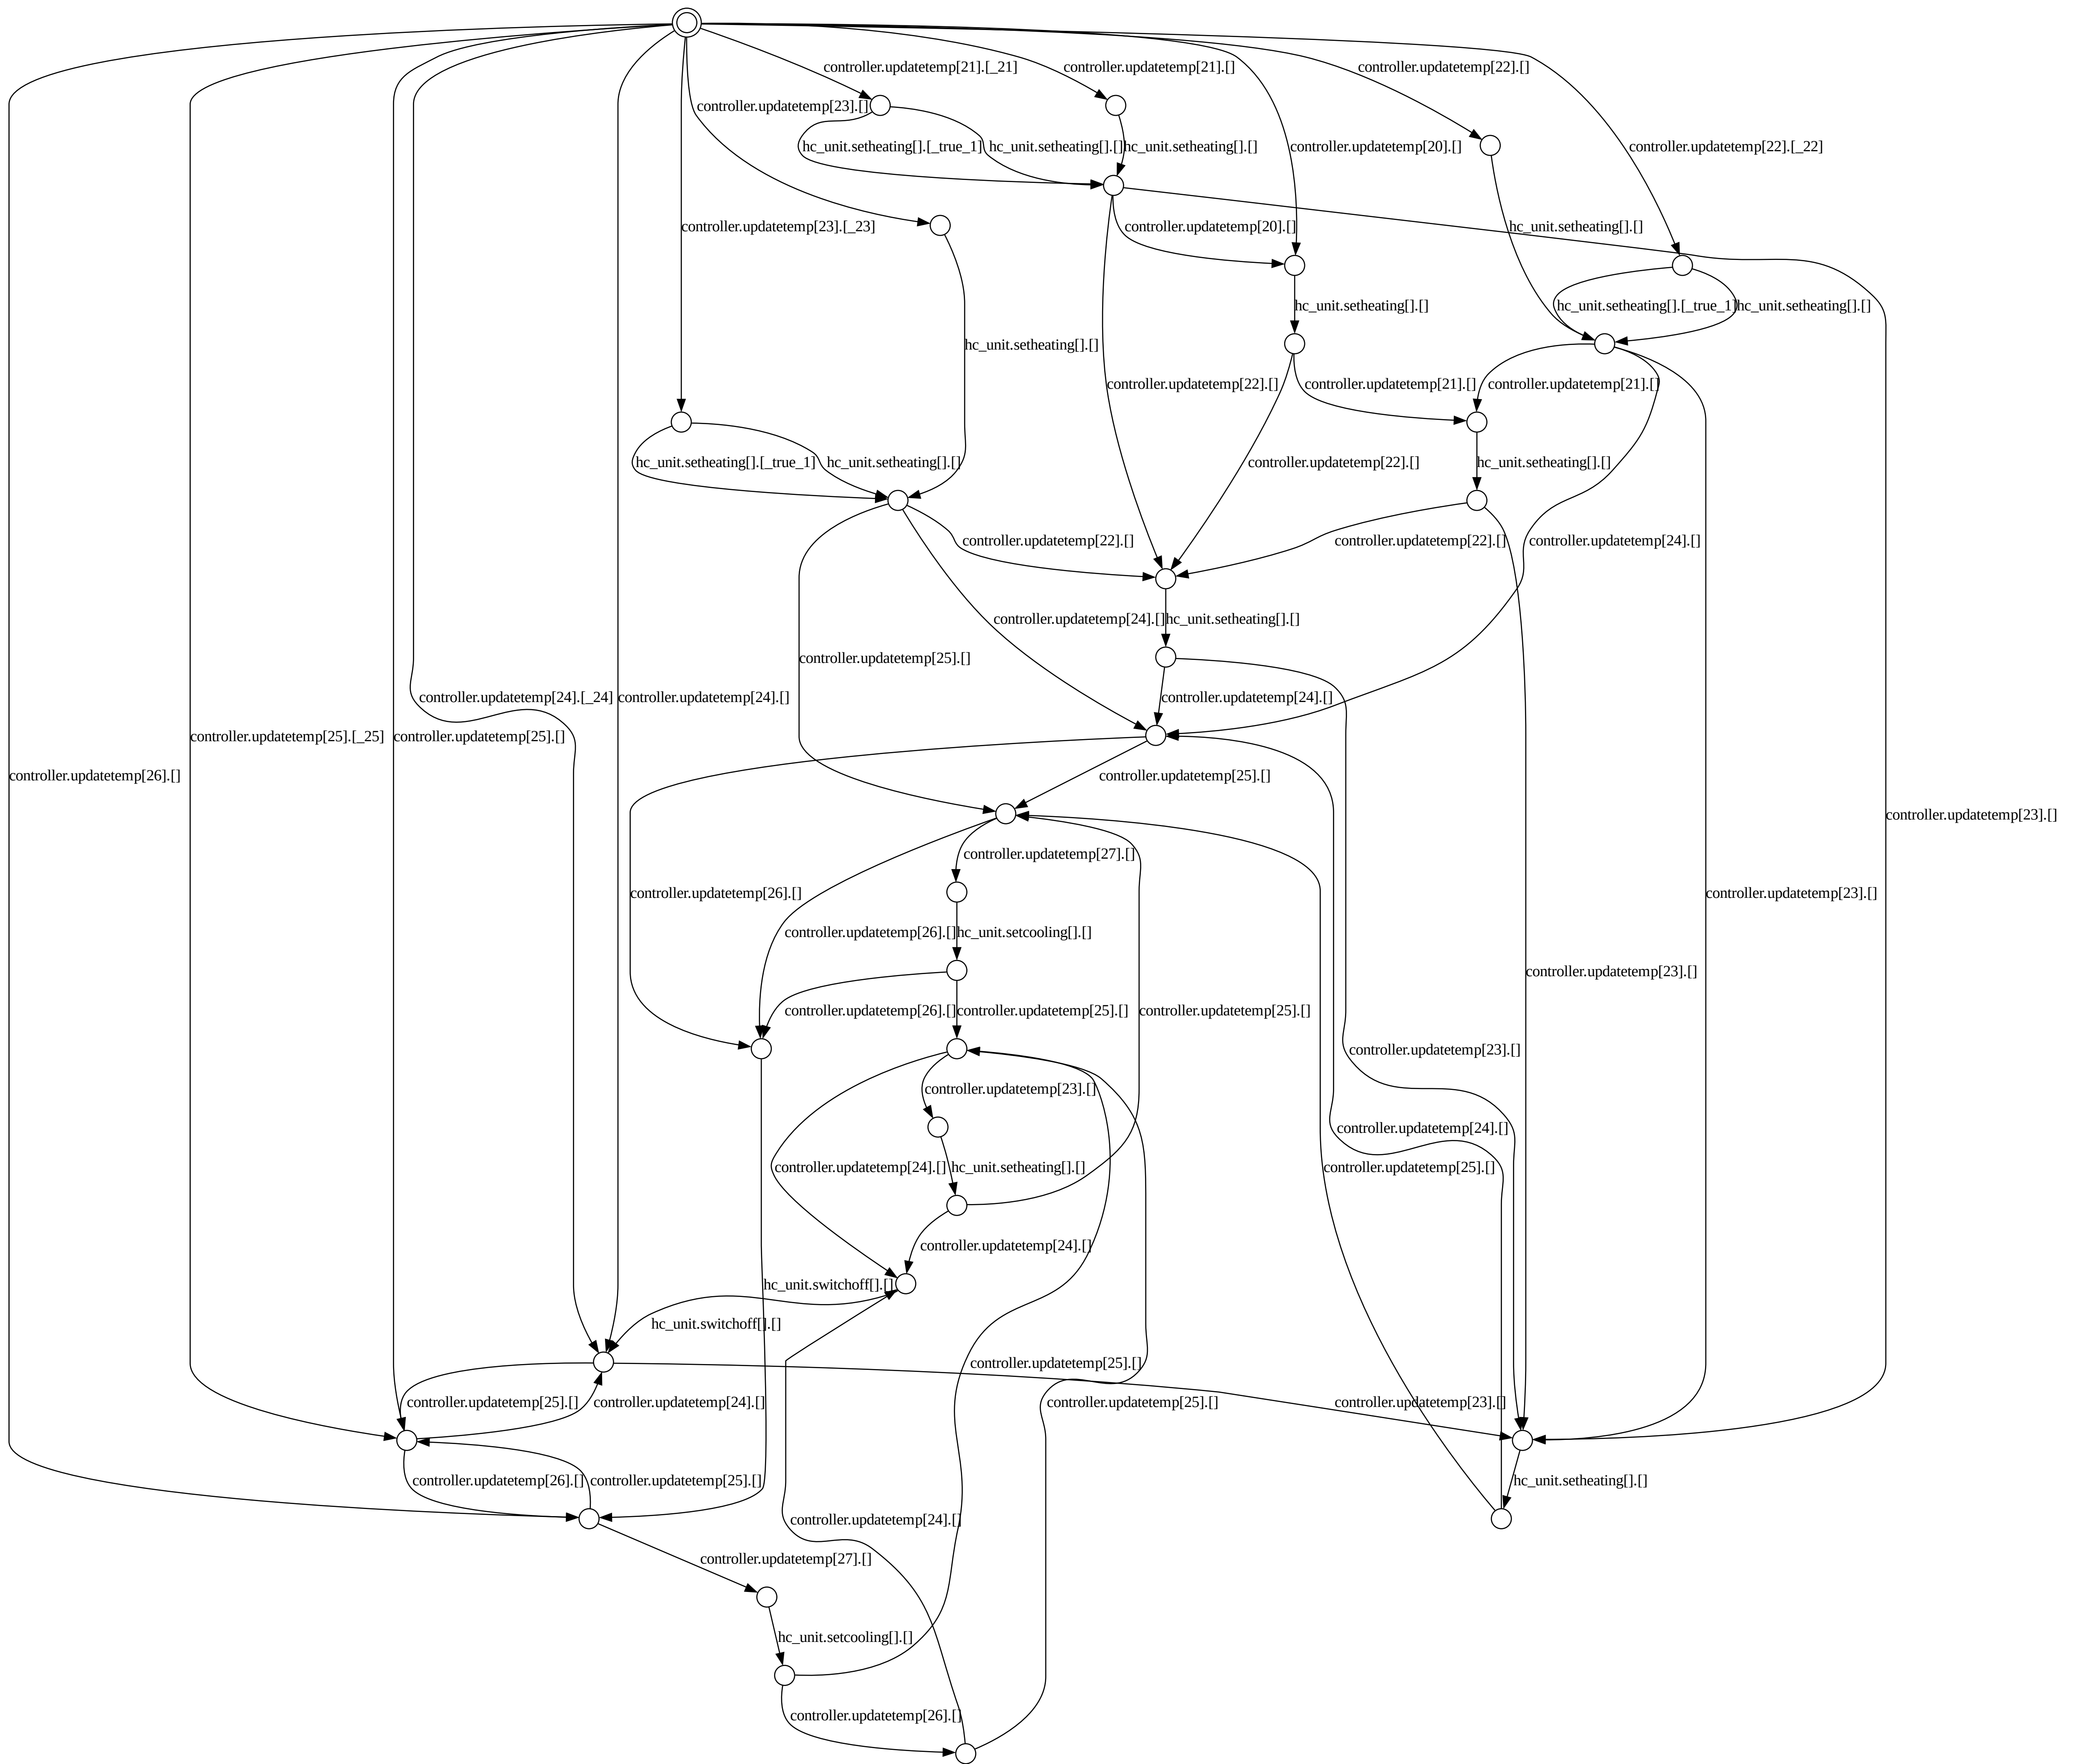 controller.updatetemp[21].[_21]
controller.updatetemp[21].[]
controller.updatetemp[22].[]
controller.updatetemp[23].[]
hc_unit.setheating[].[_true_1]
hc_unit.setheating[].[]
hc_unit.setheating[].[]
controller.updatetemp[20].[]
controller.updatetemp[22].[_22]
controller.updatetemp[23].[_23]
controller.updatetemp[20].[]
hc_unit.setheating[].[]
hc_unit.setheating[].[]
hc_unit.setheating[].[_true_1]
hc_unit.setheating[].[]
hc_unit.setheating[].[]
controller.updatetemp[22].[]
controller.updatetemp[21].[]
controller.updatetemp[21].[]
hc_unit.setheating[].[_true_1]
hc_unit.setheating[].[]
controller.updatetemp[22].[]
hc_unit.setheating[].[]
controller.updatetemp[22].[]
controller.updatetemp[22].[]
controller.updatetemp[24].[]
controller.updatetemp[24].[]
hc_unit.setheating[].[]
controller.updatetemp[25].[]
controller.updatetemp[24].[_24]
controller.updatetemp[24].[]
controller.updatetemp[24].[]
controller.updatetemp[25].[_25]
controller.updatetemp[25].[]
controller.updatetemp[26].[]
controller.updatetemp[25].[]
controller.updatetemp[23].[]
controller.updatetemp[27].[]
controller.updatetemp[26].[]
controller.updatetemp[23].[]
controller.updatetemp[26].[]
hc_unit.setcooling[].[]
controller.updatetemp[23].[]
controller.updatetemp[26].[]
controller.updatetemp[25].[]
controller.updatetemp[25].[]
controller.updatetemp[23].[]
controller.updatetemp[23].[]
controller.updatetemp[24].[]
controller.updatetemp[24].[]
hc_unit.setheating[].[]
controller.updatetemp[25].[]
controller.updatetemp[24].[]
hc_unit.switchoff[].[]
hc_unit.switchoff[].[]
controller.updatetemp[25].[]
controller.updatetemp[25].[]
controller.updatetemp[24].[]
controller.updatetemp[25].[]
controller.updatetemp[23].[]
controller.updatetemp[26].[]
controller.updatetemp[25].[]
hc_unit.setheating[].[]
controller.updatetemp[24].[]
controller.updatetemp[27].[]
hc_unit.setcooling[].[]
controller.updatetemp[26].[]